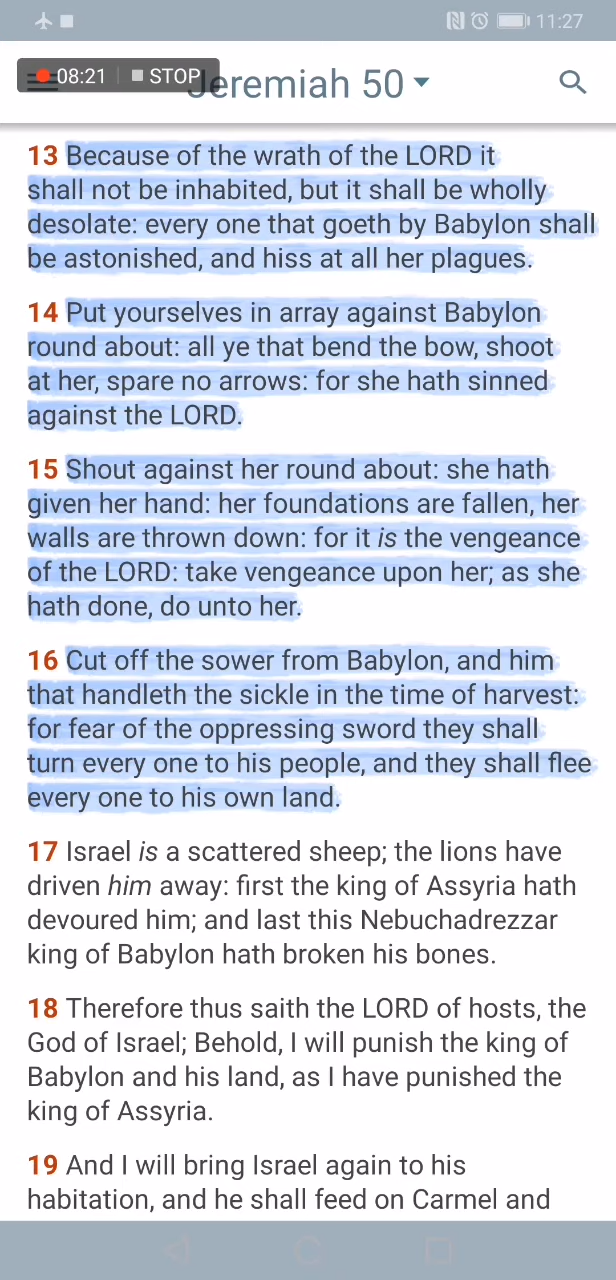 11:27
08:21 STOP
Jeremiah 50
13 Because of the wrath of the LORD it
shall not be inhabited, but it shall be wholly
desolate: every one that goeth by Babylon shall
be astonished, and hiss at all her plagues.
14 Put yourselves in array against Babylon
round about: all ye that bend the bow, shoot
at her, spare no arrows: for she hath sinned
against the LORD.
15 Shout against her round about: she hath
given her hand: her foundations are fallen, her
walls are thrown down: for it is the vengeance
of the LORD: take vengeance upon her; as she
hath done, do unto her.
16 Cut off the sower from Babylon, and him
that handleth the sickle in the time of harvest:
for fear of the oppressing sword they shall
turn every one to his people, and they shall flee
every one to his own land.
17 Israel is a scattered sheep; the lions have
driven him away: first the king of Assyria hath
devoured him; and last this Nebuchadrezzar
king of Babylon hath broken his bones.
18 Therefore thus saith the LORD of hosts, the
God of Israel; Behold, I will punish the king of
Babylon and his land, as I have punished the
king of Assyria.
19 And I will bring Israel again to his
habitation, and he shall feed on Carmel and